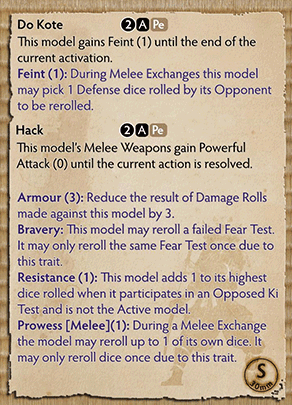 Do Kote 2 A Pe
This model gains Feint (1) until the end of the
current activation.
Feint (1): During Melee Exchanges this model
may pick 1 Defense dice rolled by its Opponent
to be rerolled.
Hack 2 A Pe
This model's Melee Weapons gain Powerful
Attack (0) until the current action is resolved.
Armour (3): Reduce the result of Damage Rolls
made against this model by 3.
Bravery: This model may reroll a failed Fear Test.
It may only reroll the same Fear Test once due to
this trait.
Resistance (1): This model adds 1 to its highest
dice rolled when it participates in an Opposed Ki
Test and is not the Active model.
Prowess [Melee](1): During a Melee Exchange
the model may reroll up to 1 of its own dice. It
may only reroll dice once due to this trait.
S
30mm